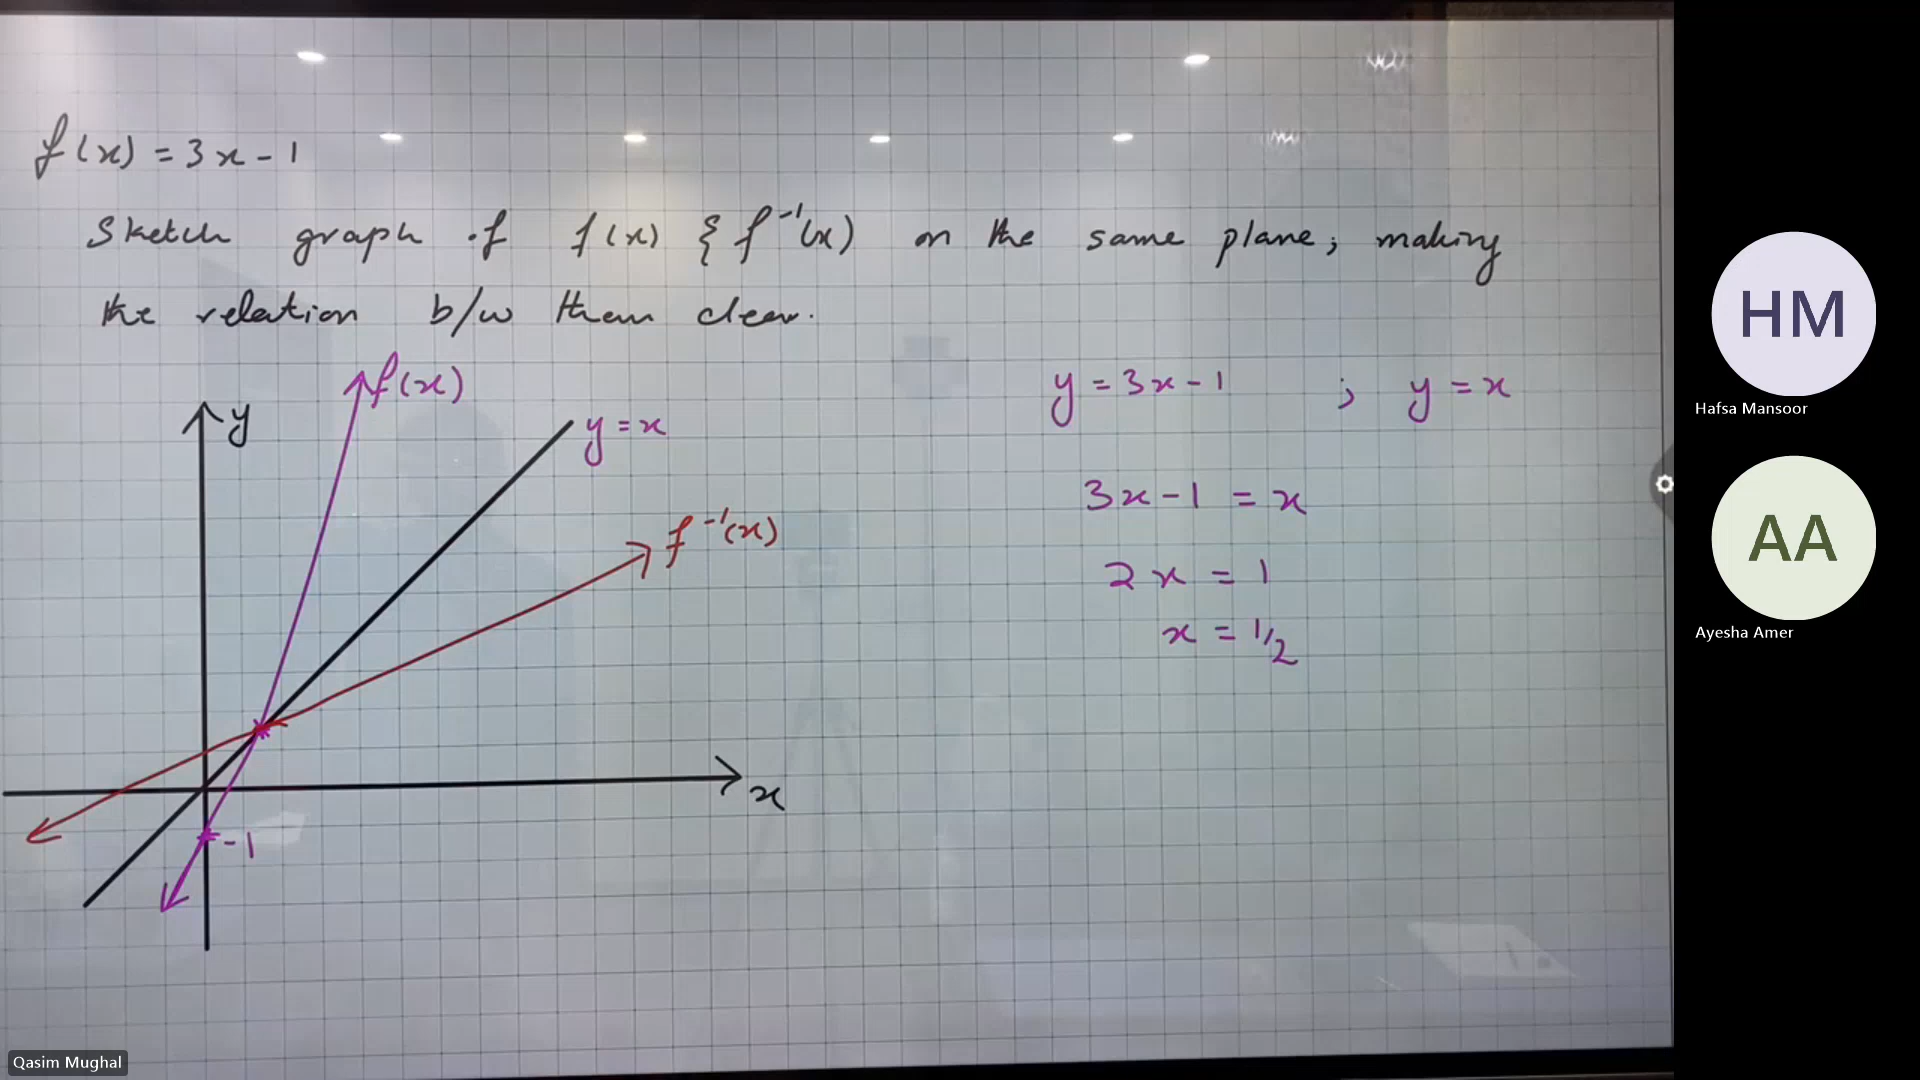 f(x) = 3x - 1
Sketch graph of f(x) & f⁻¹(x) on the same plane; making
the relation b/w them clear.
f(x)
y
y = x
f⁻¹(x)
x
-1
y = 3x - 1 ; y = x
3x - 1 = x
2x = 1
x = 1/2
HM
Hafsa Mansoor
AA
Ayesha Amer
Qasim Mughal